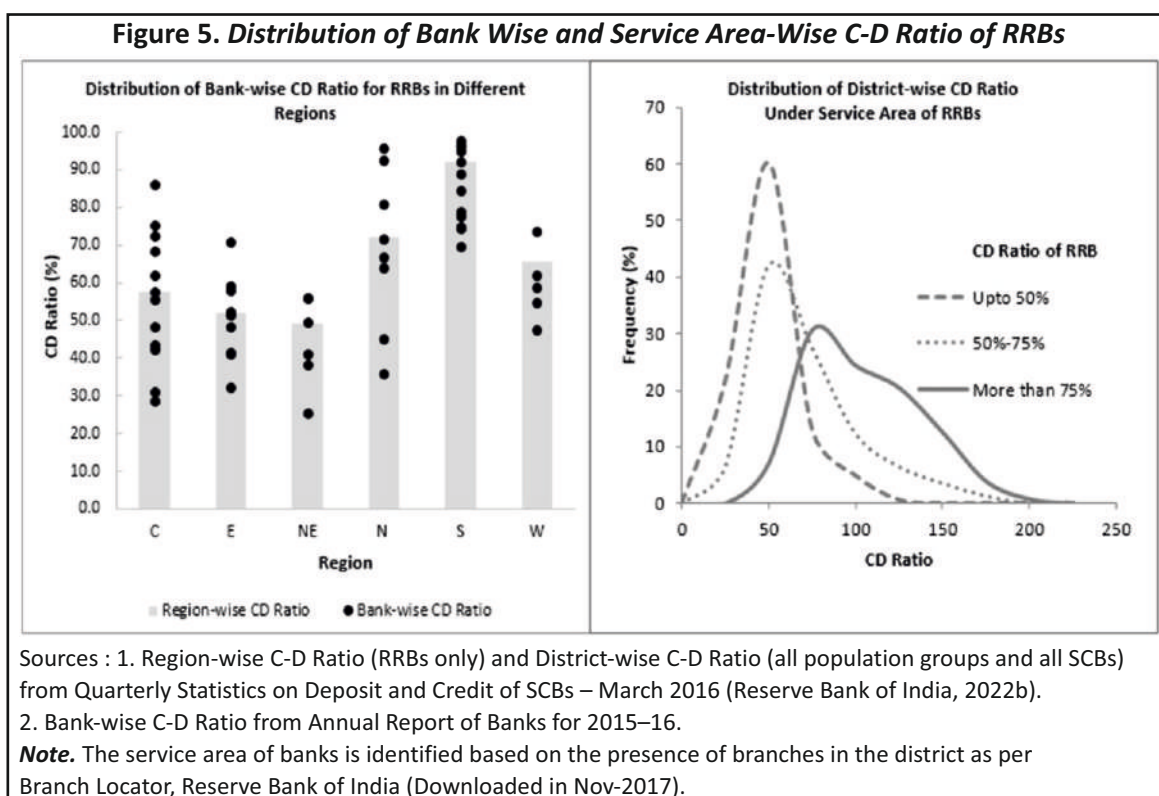 Figure 5. Distribution of Bank Wise and Service Area-Wise C-D Ratio of RRBs
Distribution of Bank-wise CD Ratio for RRBs in Different
Regions
CD Ratio (%)
100.0
90.0
80.0
70.0
60.0
50.0
40.0
30.0
20.0
10.0
0.0
C E NE N S W
Region
Region-wise CD Ratio Bank-wise CD Ratio
Distribution of District-wise CD Ratio
Under Service Area of RRBs
Frequency (%)
70
60
50
40
30
20
10
0
CD Ratio of RRB
Upto 50%
50%-75%
More than 75%
0 50 100 150 200 250
CD Ratio
Sources : 1. Region-wise C-D Ratio (RRBs only) and District-wise C-D Ratio (all population groups and all SCBs)
from Quarterly Statistics on Deposit and Credit of SCBs – March 2016 (Reserve Bank of India, 2022b).
2. Bank-wise C-D Ratio from Annual Report of Banks for 2015–16.
Note. The service area of banks is identified based on the presence of branches in the district as per
Branch Locator, Reserve Bank of India (Downloaded in Nov-2017).